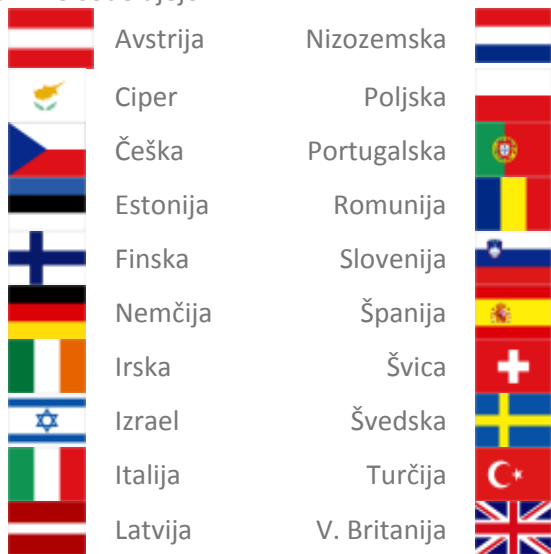 Avstrija Nizozemska
Ciper Poljska
Češka Portugalska
Estonija Romunija
Finska Slovenija
Nemčija Španija
Irska Švica
Izrael Švedska
Italija Turčija
Latvija V. Britanija